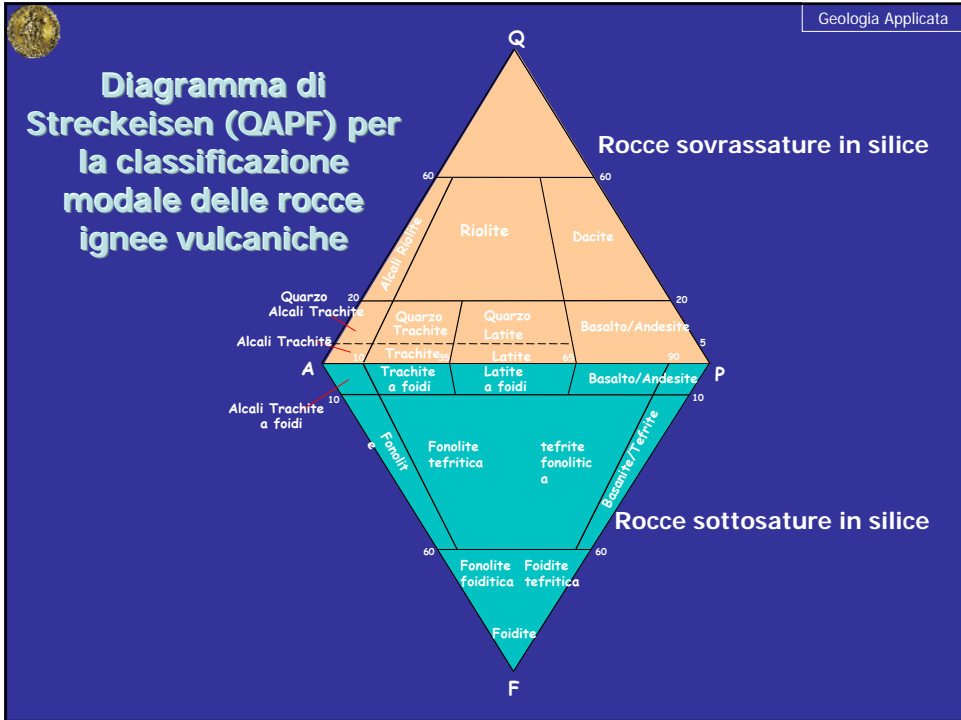 Geologia Applicata
Diagramma di
Streckeisen (QAPF) per
la classificazione
modale delle rocce
ignee vulcaniche
Q
Rocce sovrassature in silice
60
60
Alcali Riolite
Riolite
Dacite
20
20
Quarzo
Alcali Trachite
Quarzo
Trachite
Quarzo
Latite
Basalto/Andesite
5
5
Alcali Trachite
10
Trachite
35
Latite
65
90
A
P
Trachite
a foidi
Latite
a foidi
Basalto/Andesite
10
10
Alcali Trachite
a foidi
Fonolit
e
Fonolite
tefritica
tefrite
fonolitic
a
Basanite/Tefrite
Rocce sottosature in silice
60
60
Fonolite
foiditica
Foidite
tefritica
Foidite
F